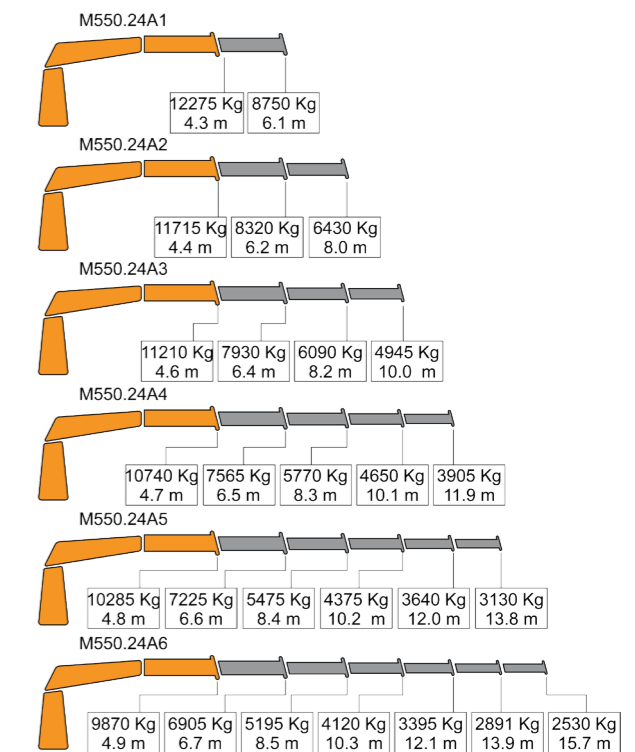 M550.24A1
12275 Kg 8750 Kg
4.3 m 6.1 m
M550.24A2
11715 Kg 8320 Kg 6430 Kg
4.4 m 6.2 m 8.0 m
M550.24A3
11210 Kg 7930 Kg 6090 Kg 4945 Kg
4.6 m 6.4 m 8.2 m 10.0 m
M550.24A4
10740 Kg 7565 Kg 5770 Kg 4650 Kg 3905 Kg
4.7 m 6.5 m 8.3 m 10.1 m 11.9 m
M550.24A5
10285 Kg 7225 Kg 5475 Kg 4375 Kg 3640 Kg 3130 Kg
4.8 m 6.6 m 8.4 m 10.2 m 12.0 m 13.8 m
M550.24A6
9870 Kg 6905 Kg 5195 Kg 4120 Kg 3395 Kg 2891 Kg 2530 Kg
4.9 m 6.7 m 8.5 m 10.3 m 12.1 m 13.9 m 15.7 m